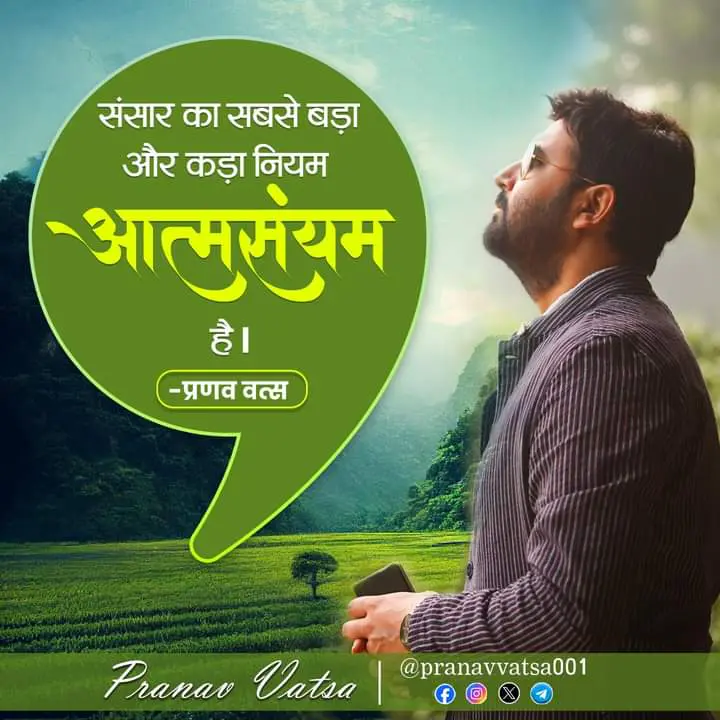 संसार का सबसे बड़ा
और कड़ा नियम
आत्मसंयम
है।
-प्रणव वत्स
Pranav Vatsa
@pranavvatsa001